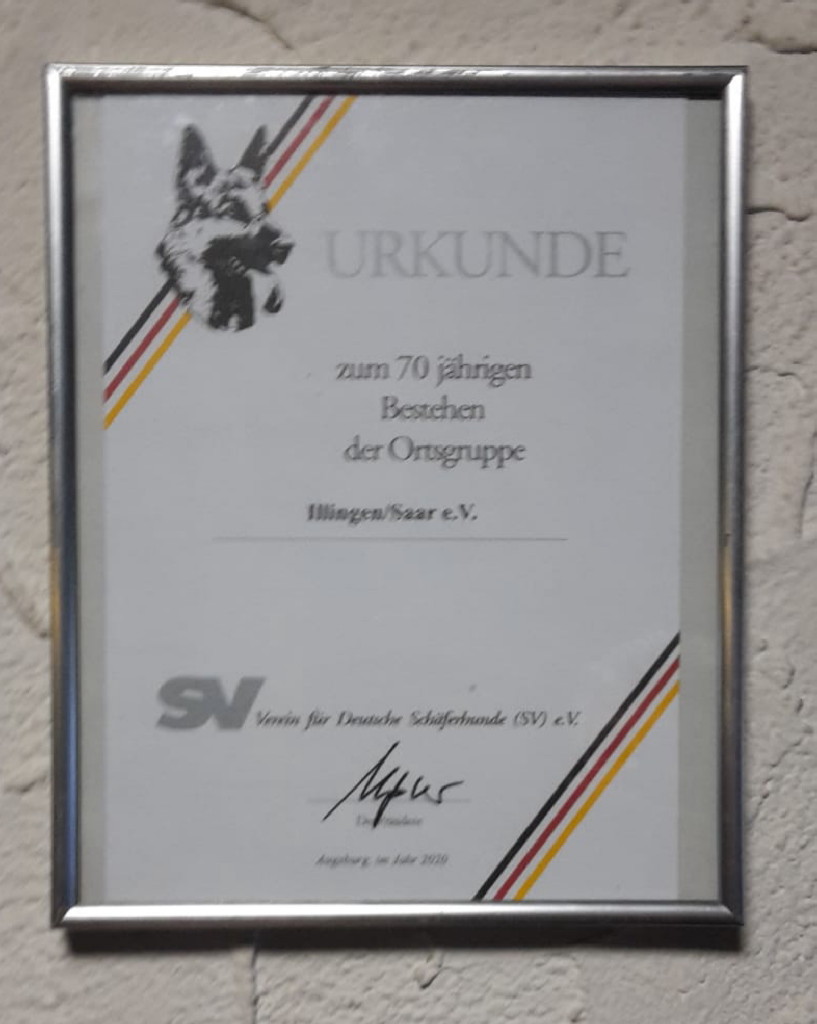 URKUNDE
zum 70 jährigen
Bestehen
der Ortsgruppe
Illingen/Saar e.V.
SV Verein für Deutsche Schäferhunde (SV) e.V.
Augsburg, im Jahr 2020